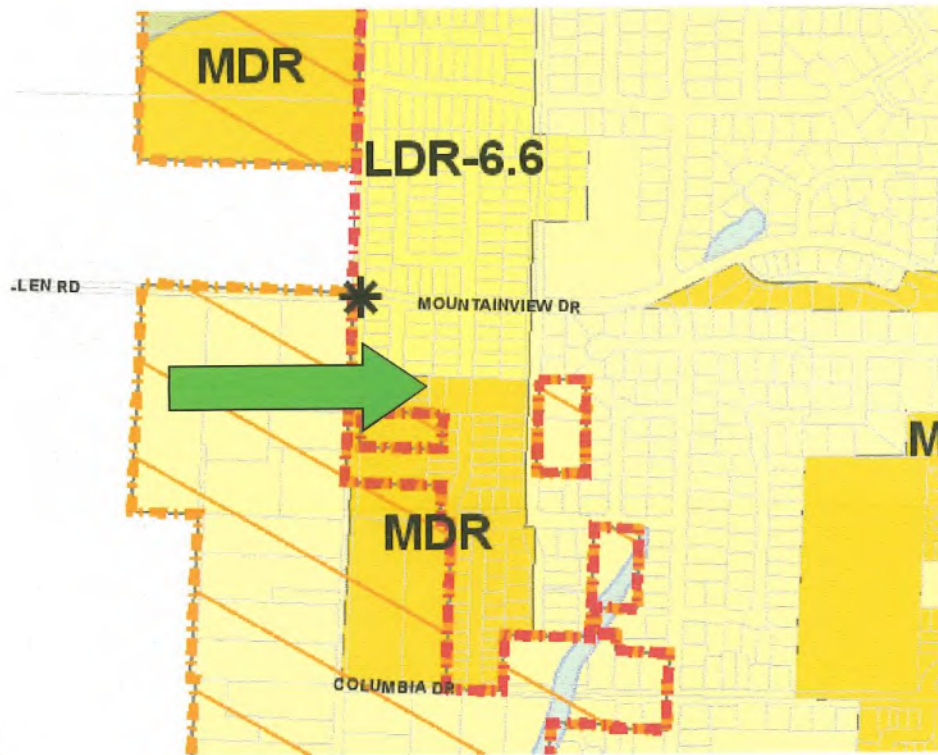 MDR
LDR-6.6
.LEN RD
MOUNTAINVIEW DR
M
MDR
COLUMBIA DR